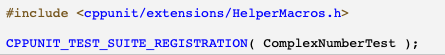 #include <cppunit/extensions/HelperMacros.h>
CPPUNIT_TEST_SUITE_REGISTRATION( ComplexNumberTest );